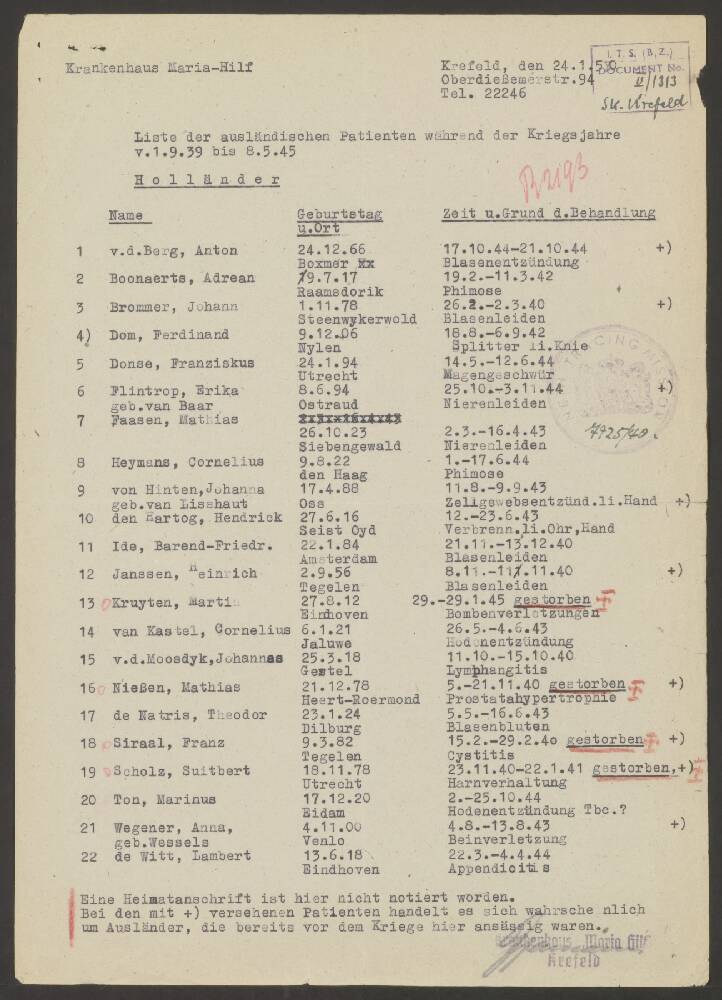 Krankenhaus Maria-Hilf
Krefeld, den 24.1.50
Oberdießemerstr.94
Tel. 22246
I.T.S. (B.Z.)
DOCUMENT No.
II/1313
SK. Krefeld
Liste der ausländischen Patienten während der Kriegsjahre
v.1.9.39 bis 8.5.45
Holländer
Name Geburtstag Zeit u.Grund d.Behandlung
u.Ort
1 v.d.Berg, Anton 24.12.66 17.10.44-21.10.44 +)
Boxmer Blasenentzündung
2 Boonaerts, Adrean 19.7.17 19.2.-11.3.42
Raamsdorik Phimose
3 Brommer, Johann 1.11.78 26.2.-2.3.40 +)
Steenwykerwold Blasenleiden
4) Dom, Ferdinand 9.12.06 18.8.-6.9.42
Nylen Splitter li.Knie
5 Donse, Franziskus 24.1.94 14.5.-12.6.44
Utrecht Magengeschwür
6 Flintrop, Erika 8.6.94 25.10.-3.11.44 +)
geb.van Baar Ostraud Nierenleiden
7 Faasen, Mathias
26.10.23 2.3.-16.4.43
Siebengewald Nierenleiden
8 Heymans, Cornelius 9.8.22 1.-17.6.44
den Haag Phimose
9 von Hinten,Johanna 17.4.88 11.8.-9.9.43
geb.van Lisshaut Oss Zellgewebsentzünd.li.Hand +)
10 den Hartog, Hendrick 27.6.16 12.-23.6.43
Seist Oyd Verbrenn.li.Ohr,Hand
11 Ide, Barend-Friedr. 22.1.84 21.11.-13.12.40
Amsterdam Blasenleiden
12 Janssen, Heinrich 2.9.56 8.11.-11.11.40 +)
Tegelen Blasenleiden
13 Kruyten, Martin 27.8.12 29.-29.1.45 gestorben
Eindhoven Bombenverletzungen
14 van Kastel, Cornelius 6.1.21 26.5.-4.6.43
Jaluwe Hodenentzündung
15 v.d.Moosdyk,Johannes 25.3.18 11.10.-15.10.40
Gestel Lymphangitis
16 Nießen, Mathias 21.12.78 5.-21.11.40 gestorben +)
Heert-Roermond Prostatahypertrophie
17 de Natris, Theodor 23.1.24 5.5.-16.6.43
Dilburg Blasenbluten
18 Siraal, Franz 9.3.82 15.2.-29.2.40 gestorben +)
Tegelen Cystitis
19 Scholz, Suitbert 18.11.78 23.11.40-22.1.41 gestorben,+)
Utrecht Harnverhaltung
20 Ton, Marinus 17.12.20 2.-25.10.44
Eidam Hodenentzündung Tbc.?
21 Wegener, Anna, 4.11.00 4.8.-13.8.43 +)
geb.Wessels Venlo Beinverletzung
22 de Witt, Lambert 13.6.18 22.3.-4.4.44
Eindhoven Appendicitis
Eine Heimatanschrift ist hier nicht notiert worden.
Bei den mit +) versehenen Patienten handelt es sich wahrscheinlich
um Ausländer, die bereits vor dem Kriege hier ansässig waren.
Krankenhaus Maria Hilf
Krefeld